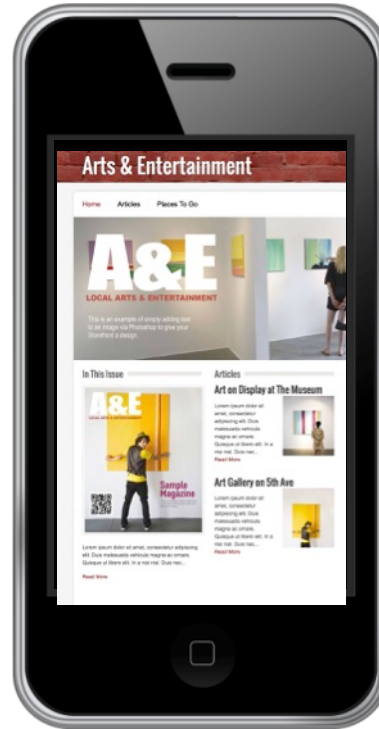 Arts & Entertainment
Home Articles Places To Go
A&E
LOCAL ARTS & ENTERTAINMENT
This is an example of simply adding text
to an image via Photoshop to give your
Storefront a design.
In This Issue
A&E
Sample
Magazine
Lorem ipsum dolor sit amet, consectetur adipiscing
elit. Duis malesuada vehicula magna ac ornare.
Quisque ut libero elit. In a nisl nisl. Duis nec...
Read More
Articles
Art on Display at The Museum
Lorem ipsum dolor sit
amet, consectetur
adipiscing elit. Duis
malesuada vehicula
magna ac ornare.
Quisque ut libero elit. In a
nisl nisl. Duis nec...
Read More
Art Gallery on 5th Ave
Lorem ipsum dolor sit
amet, consectetur
adipiscing elit. Duis
malesuada vehicula
magna ac ornare.
Quisque ut libero elit. In a
nisl nisl. Duis nec...
Read More